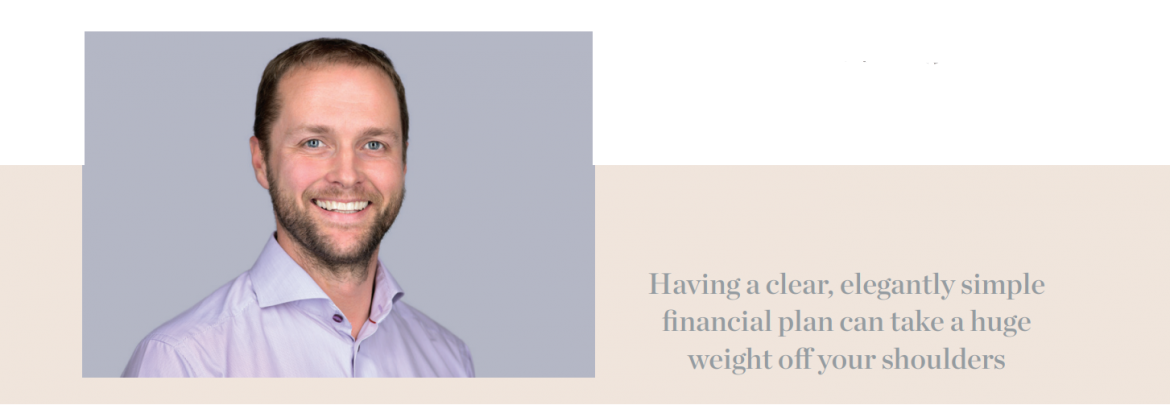 Having a clear, elegantly simple
financial plan can take a huge
weight off your shoulders